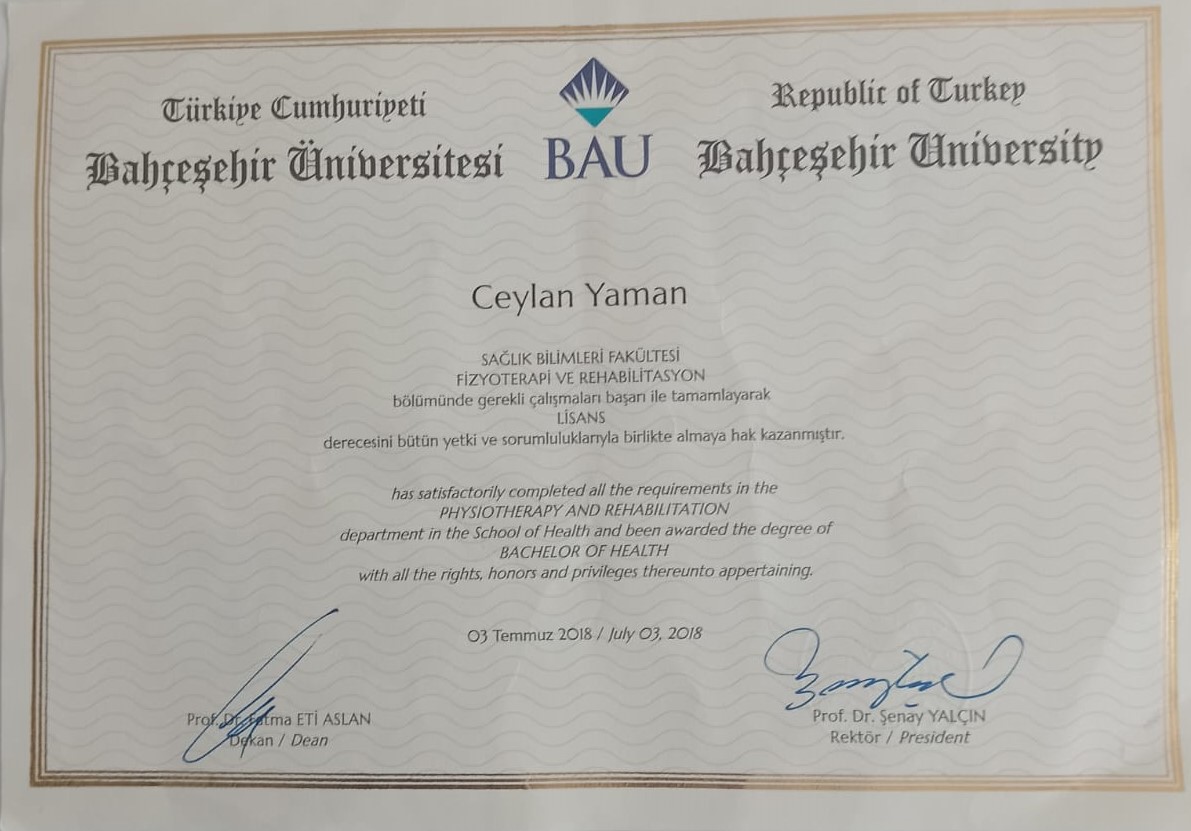 Türkiye Cumhuriyeti
Bahçeşehir Üniversitesi
BAU
Republic of Turkey
Bahçeşehir University
Ceylan Yaman
SAĞLIK BİLİMLERİ FAKÜLTESİ
FİZYOTERAPİ VE REHABİLİTASYON
bölümünde gerekli çalışmaları başarı ile tamamlayarak
LİSANS
derecesini bütün yetki ve sorumluluklarıyla birlikte almaya hak kazanmıştır.
has satisfactorily completed all the requirements in the
PHYSIOTHERAPY AND REHABILITATION
department in the School of Health and been awarded the degree of
BACHELOR OF HEALTH
with all the rights, honors and privileges thereunto appertaining.
03 Temmuz 2018 / July 03, 2018
Prof. Dr. Fatma ETİ ASLAN
Dekan / Dean
Prof. Dr. Şenay YALÇIN
Rektör / President